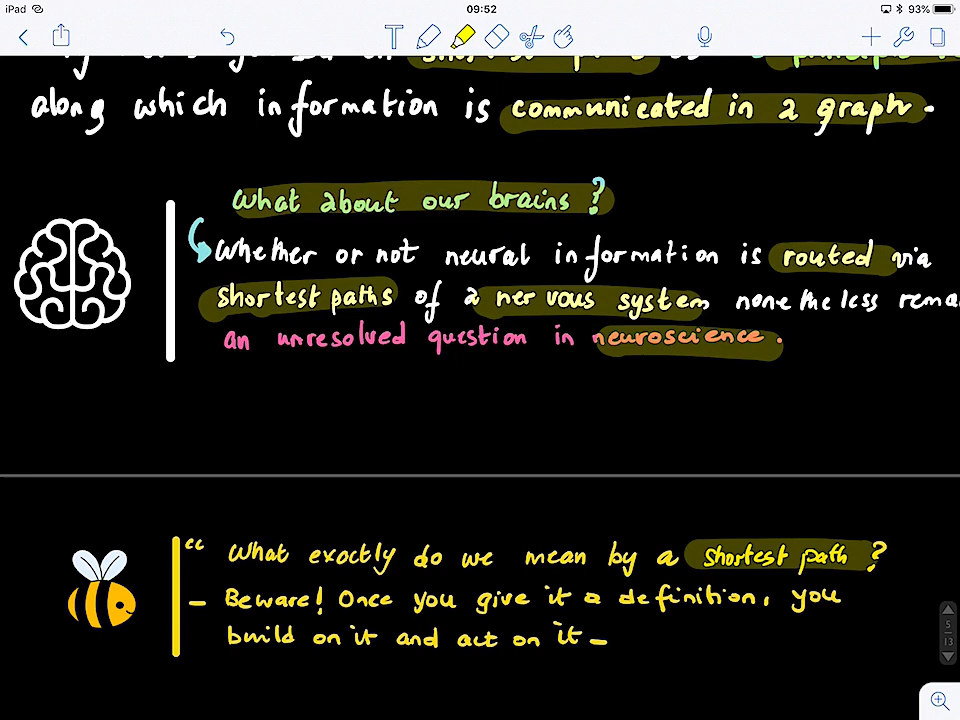 iPad
09:52
93%
along which information is communicated in a graph.
What about our brains?
Whether or not neural information is routed via
shortest paths of a nervous system nonetheless rema
an unresolved question in neuroscience.
“ What exactly do we mean by a shortest path?
– Beware! Once you give it a definition, you
build on it and act on it –
5
13